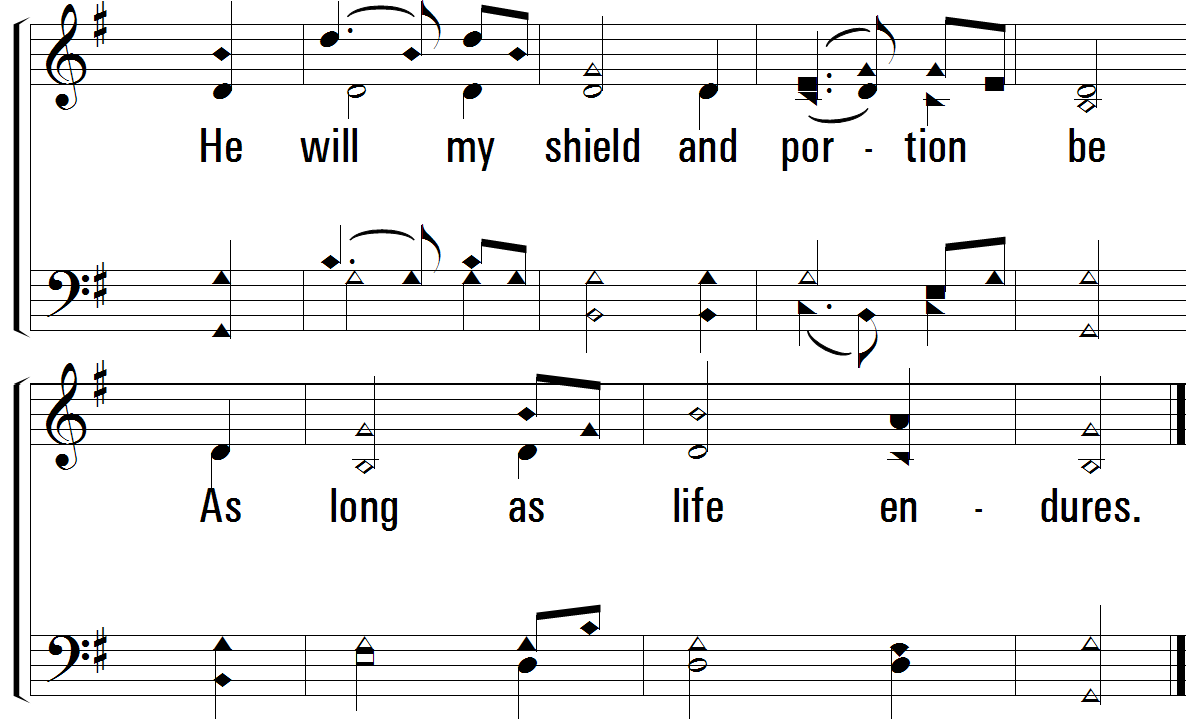 He will my shield and por - tion be
As long as life en - dures.